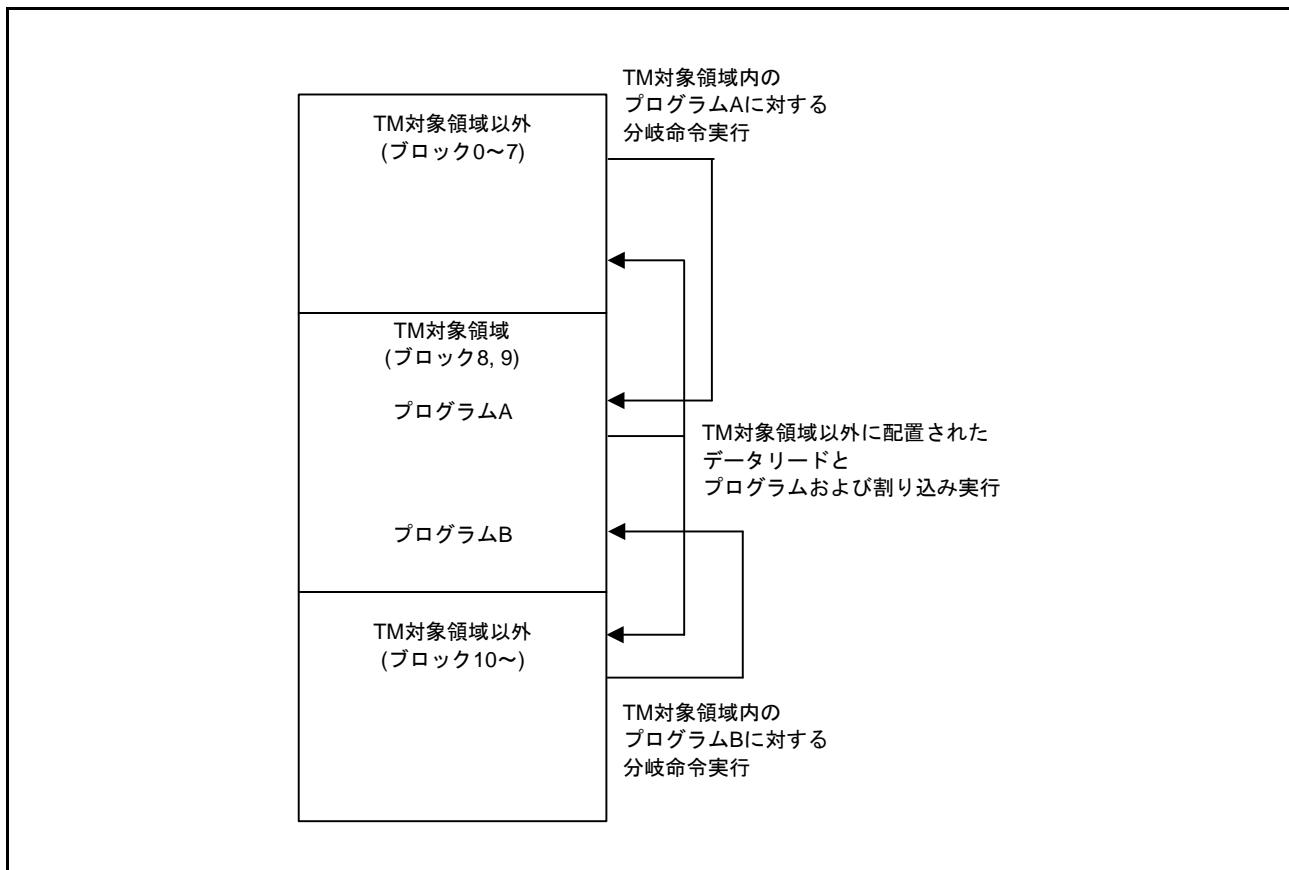 TM対象領域内の
プログラムAに対する
分岐命令実行
TM対象領域以外
(ブロック0～7)
TM対象領域
(ブロック8, 9)
プログラムA
TM対象領域以外に配置された
データリードと
プログラムおよび割り込み実行
プログラムB
TM対象領域以外
(ブロック10～)
TM対象領域内の
プログラムBに対する
分岐命令実行